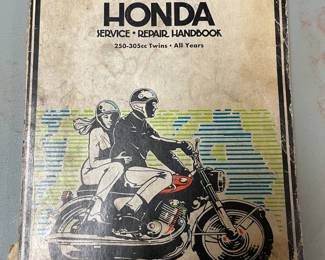 HONDA
SERVICE • REPAIR HANDBOOK
250-305cc Twins • All Years